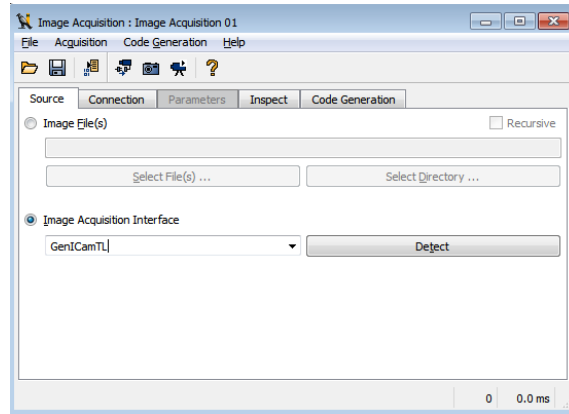 Image Acquisition : Image Acquisition 01
File Acquisition Code Generation Help
Source Connection Parameters Inspect Code Generation
Image File(s) Recursive
Select File(s) ... Select Directory ...
Image Acquisition Interface
GenICamTL Detect
0 0.0 ms